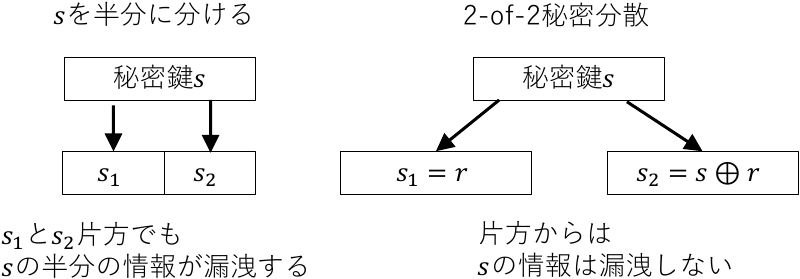 sを半分に分ける
秘密鍵s
s₁
s₂
s₁とs₂片方でも
sの半分の情報が漏洩する
2-of-2秘密分散
秘密鍵s
s₁ = r
s₂ = s ⊕ r
片方からは
sの情報は漏洩しない